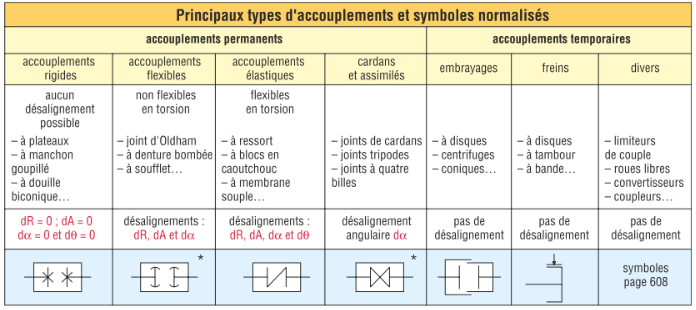 Principaux types d'accouplements et symboles normalisés
accouplements permanents
accouplements temporaires
accouplements
rigides
accouplements
flexibles
accouplements
élastiques
cardans
et assimilés
embrayages
freins
divers
aucun
désalignement
possible
– à plateaux
– à manchon
goupillé
– à douille
biconique…
non flexibles
en torsion
– joint d'Oldham
– à denture bombée
– à soufflet…
flexibles
en torsion
– à ressort
– à blocs en
caoutchouc
– à membrane
souple…
– joints de cardans
– joints tripodes
– joints à quatre
billes
– à disques
– centrifuges
– coniques…
– à disques
– à tambour
– à bande…
– limiteurs
de couple
– roues libres
– convertisseurs
– coupleurs…
dR = 0 ; dA = 0
dα = 0 et dθ = 0
désalignements :
dR, dA et dα
désalignements :
dR, dA, dα et dθ
désalignement
angulaire dα
pas de
désalignement
pas de
désalignement
pas de
désalignement
*
*
symboles
page 608